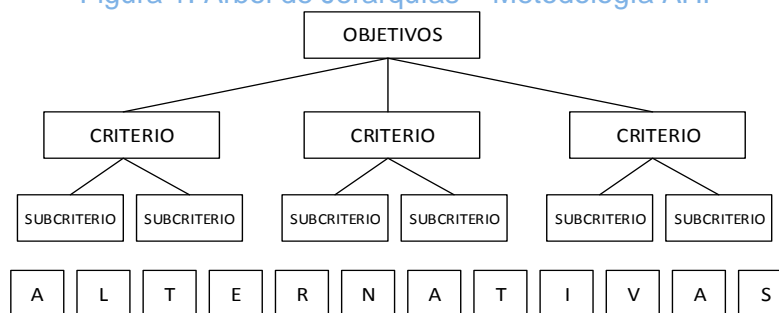 OBJETIVOS
CRITERIO CRITERIO CRITERIO
SUBCRITERIO SUBCRITERIO SUBCRITERIO SUBCRITERIO SUBCRITERIO SUBCRITERIO
A L T E R N A T I V A S